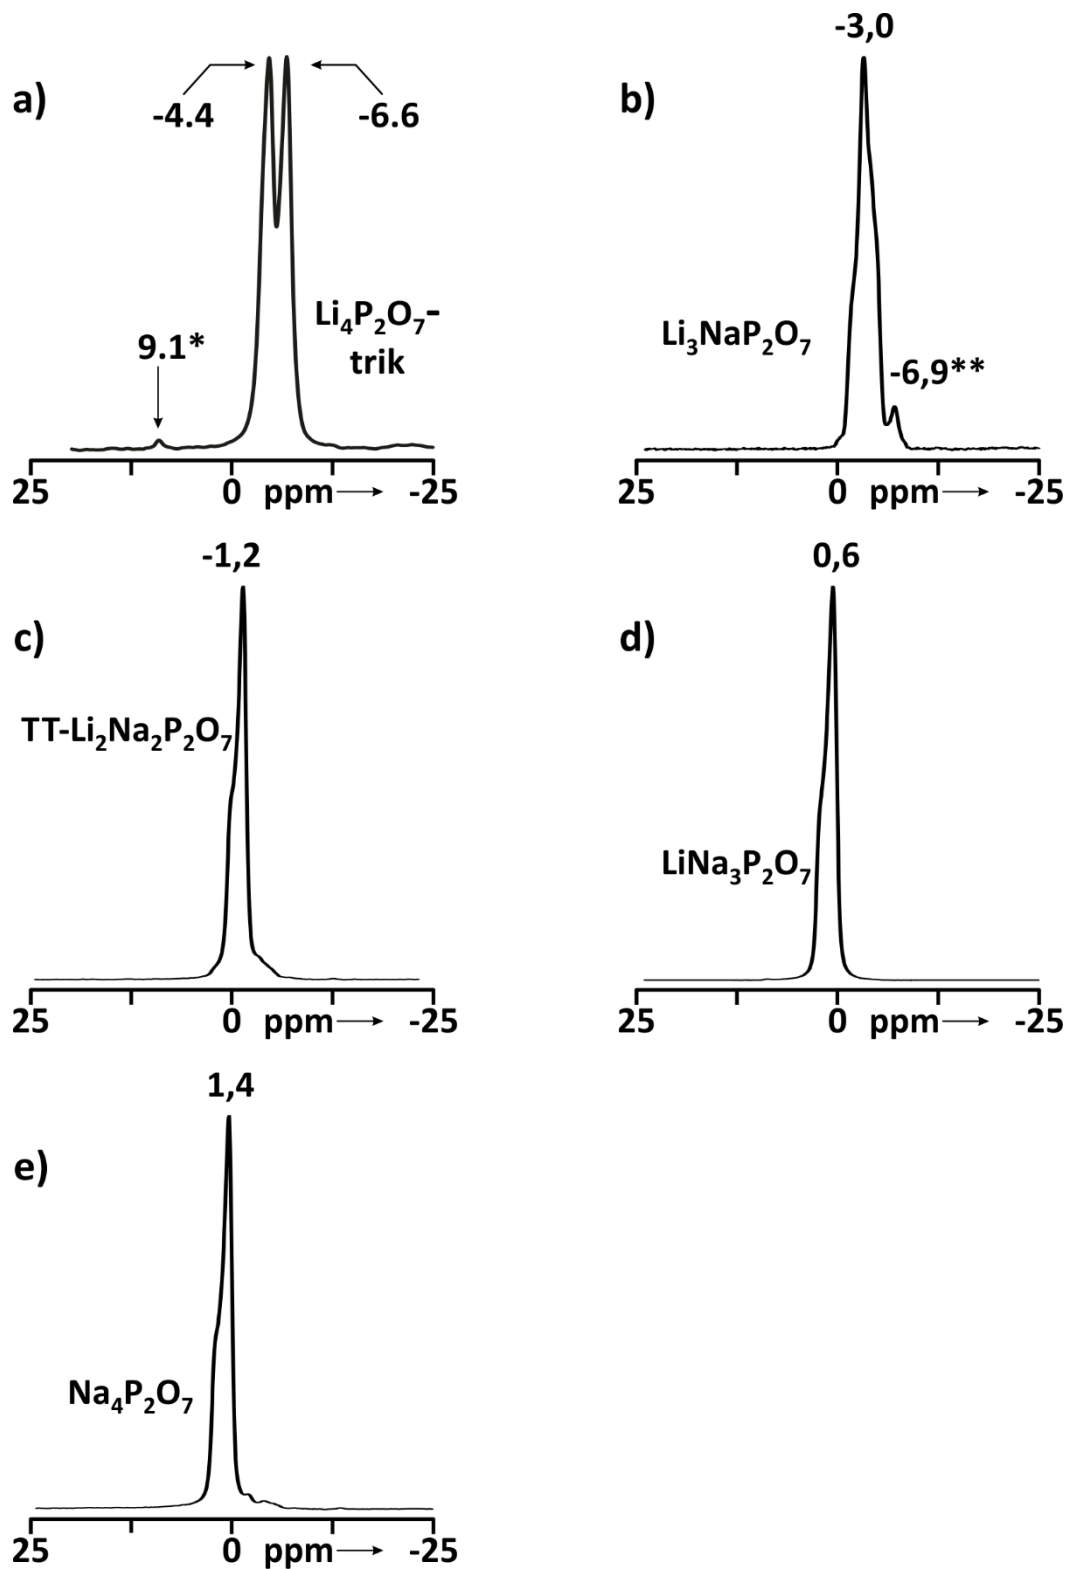 a)
-4.4
-6.6
9.1*
Li₄P₂O₇-
trik
25 0 ppm -25
b)
-3,0
Li₃NaP₂O₇
-6,9**
25 0 ppm -25
c)
-1,2
TT-Li₂Na₂P₂O₇
25 0 ppm -25
d)
0,6
LiNa₃P₂O₇
25 0 ppm -25
e)
1,4
Na₄P₂O₇
25 0 ppm -25